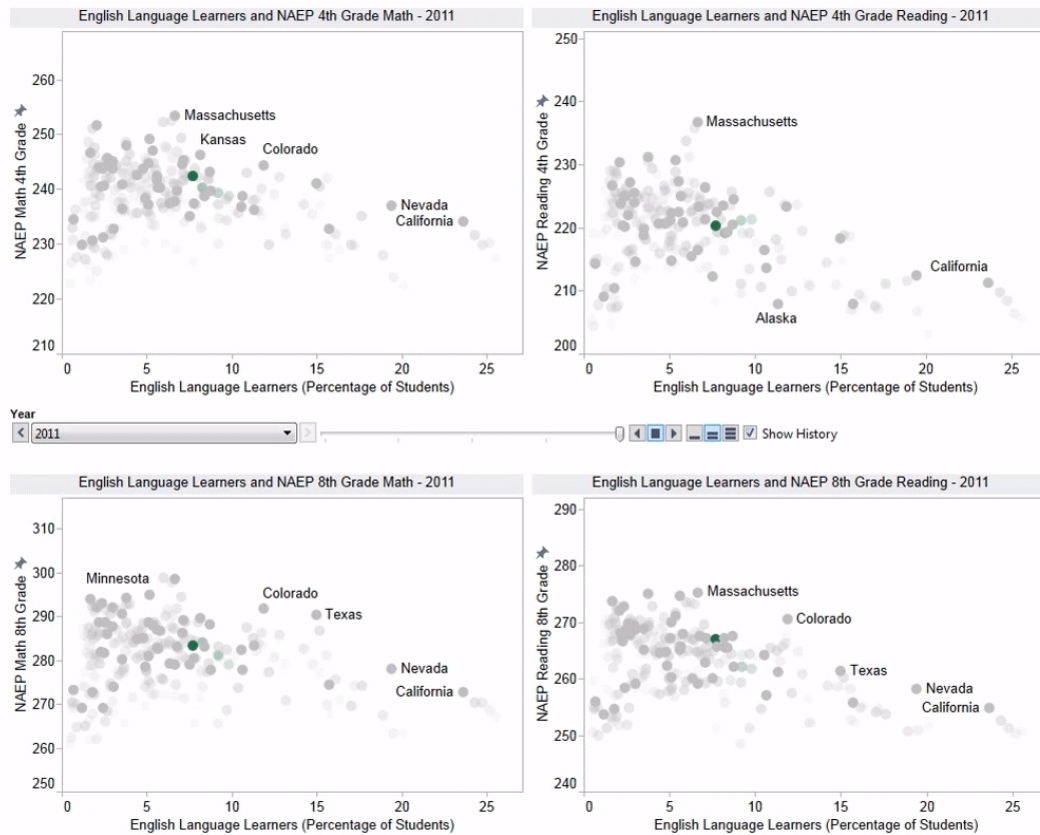 English Language Learners and NAEP 4th Grade Math - 2011
NAEP Math 4th Grade
260
250
240
230
220
210
Massachusetts
Kansas
Colorado
Nevada
California
0 5 10 15 20 25
English Language Learners (Percentage of Students)
English Language Learners and NAEP 4th Grade Reading - 2011
NAEP Reading 4th Grade
250
240
230
220
210
200
Massachusetts
California
Alaska
0 5 10 15 20 25
English Language Learners (Percentage of Students)
Year
2011
Show History
English Language Learners and NAEP 8th Grade Math - 2011
NAEP Math 8th Grade
310
300
290
280
270
260
250
Minnesota
Colorado
Texas
Nevada
California
0 5 10 15 20 25
English Language Learners (Percentage of Students)
English Language Learners and NAEP 8th Grade Reading - 2011
NAEP Reading 8th Grade
290
280
270
260
250
240
Massachusetts
Colorado
Texas
Nevada
California
0 5 10 15 20 25
English Language Learners (Percentage of Students)